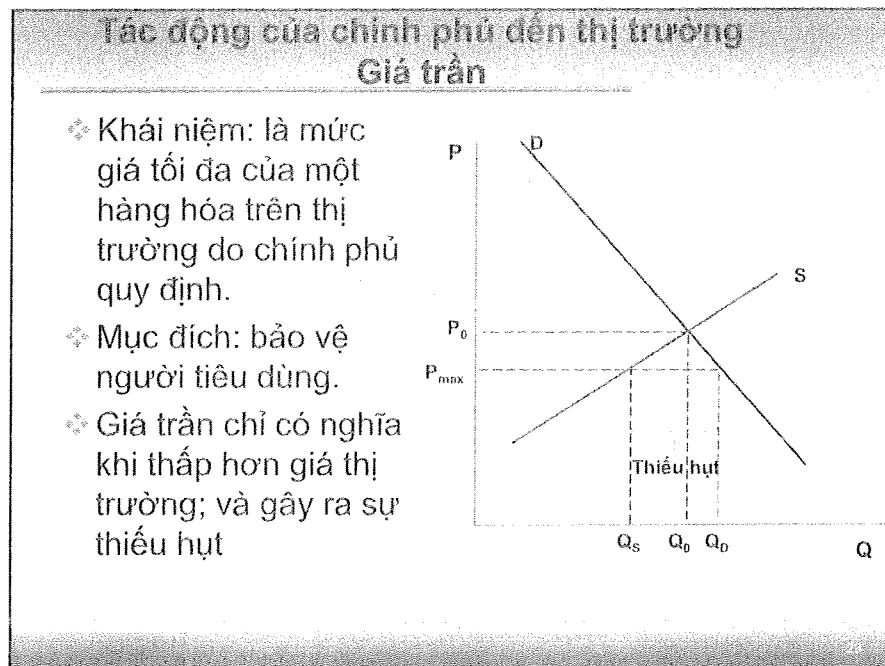 Tác động của chính phủ đến thị trường
Giá trần
Khái niệm: là mức
giá tối đa của một
hàng hóa trên thị
trường do chính phủ
quy định.
Mục đích: bảo vệ
người tiêu dùng.
Giá trần chỉ có nghĩa
khi thấp hơn giá thị
trường; và gây ra sự
thiếu hụt
P
D
S
P₀
Pmax
Thiếu hụt
Qs
Q₀
Q_D
Q